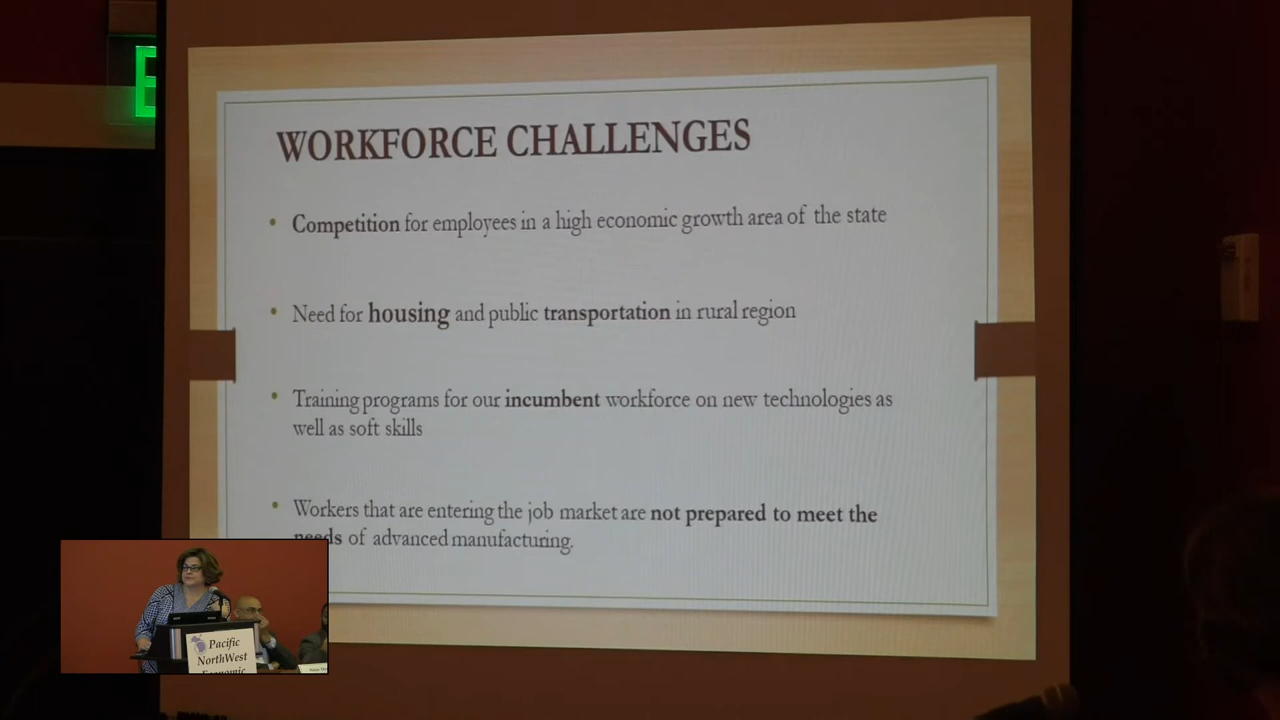 E
WORKFORCE CHALLENGES
• Competition for employees in a high economic growth area of the state
• Need for housing and public transportation in rural region
• Training programs for our incumbent workforce on new technologies as
well as soft skills
• Workers that are entering the job market are not prepared to meet the
needs of advanced manufacturing.
Pacific
NorthWest
Economic